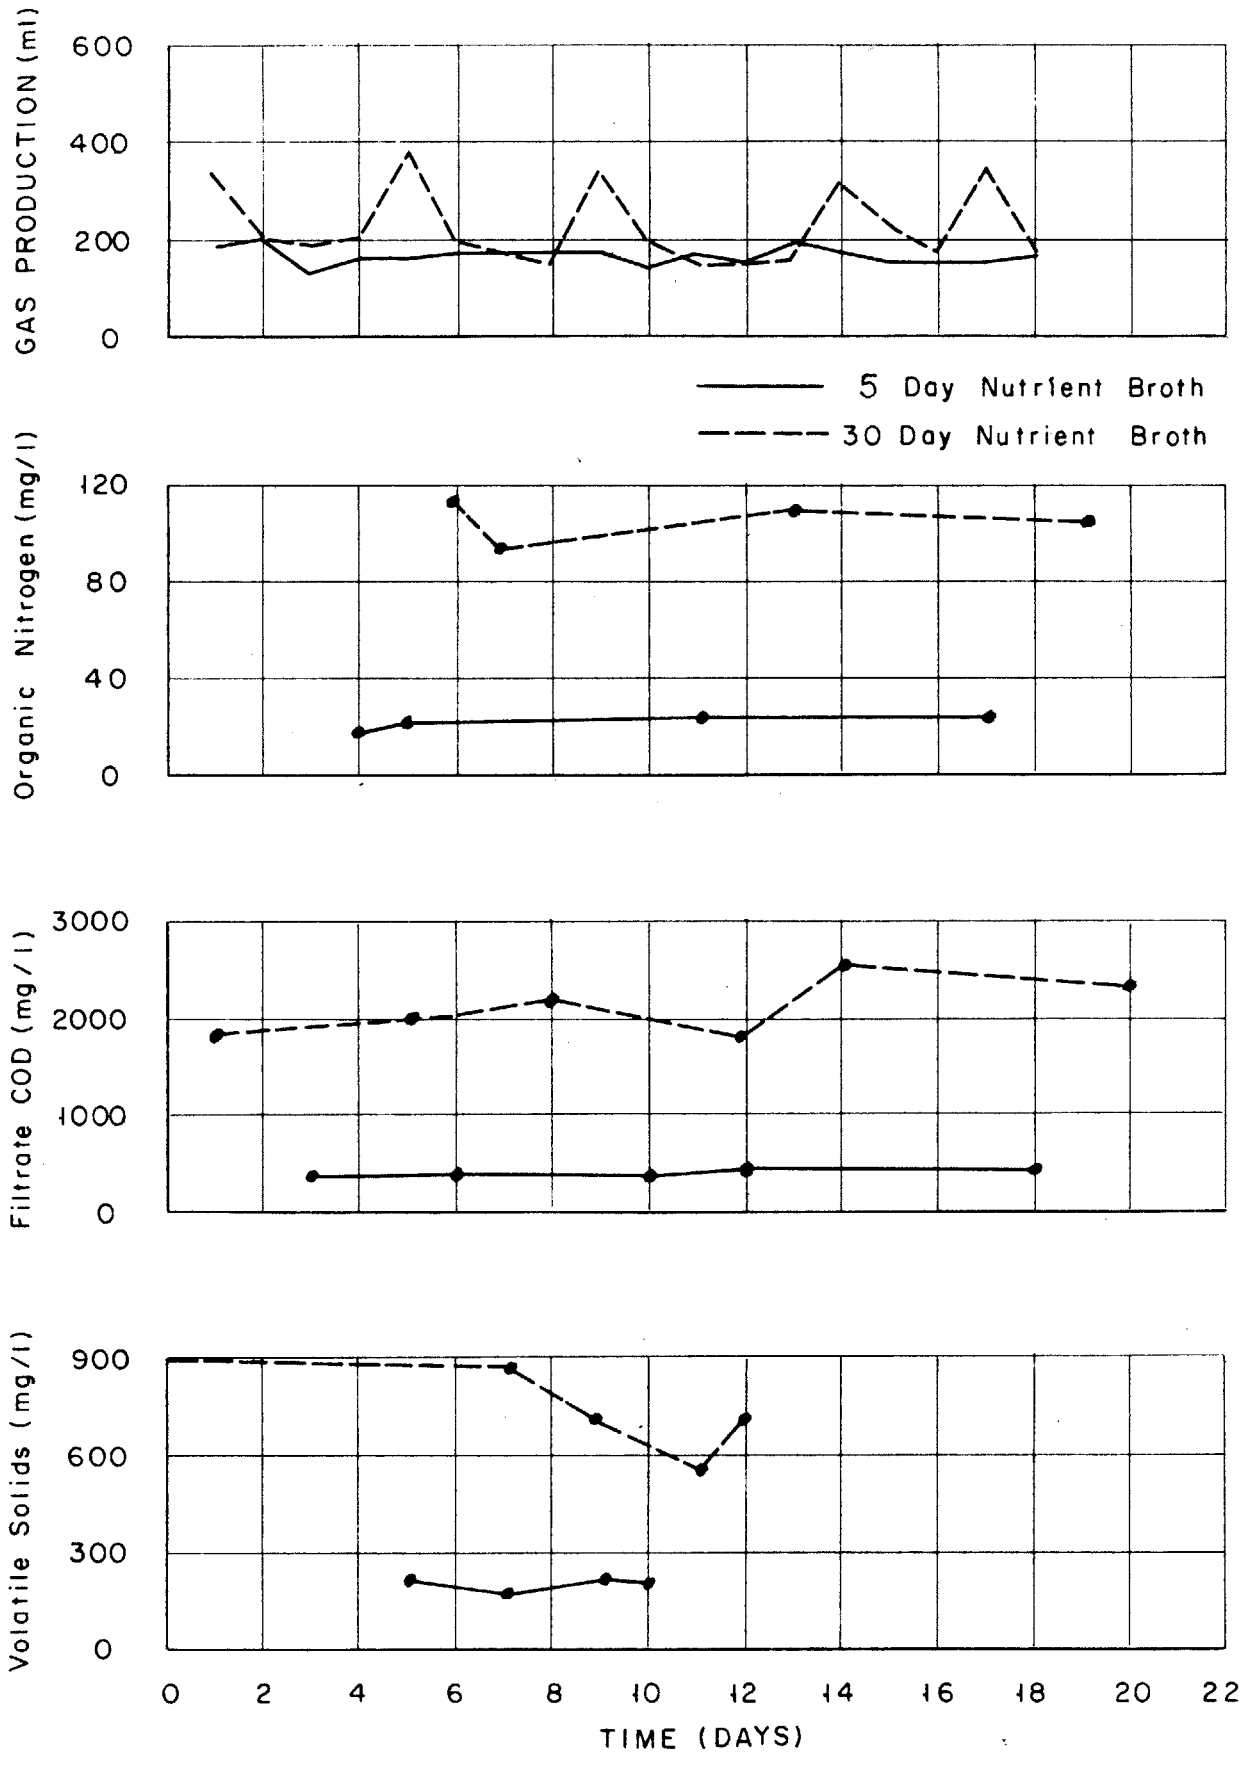 GAS PRODUCTION (ml)
600
400
200
0
5 Day Nutrient Broth
30 Day Nutrient Broth
Organic Nitrogen (mg/l)
120
80
40
0
Filtrate COD (mg/l)
3000
2000
1000
0
Volatile Solids (mg/l)
900
600
300
0
0 2 4 6 8 10 12 14 16 18 20 22
TIME (DAYS)